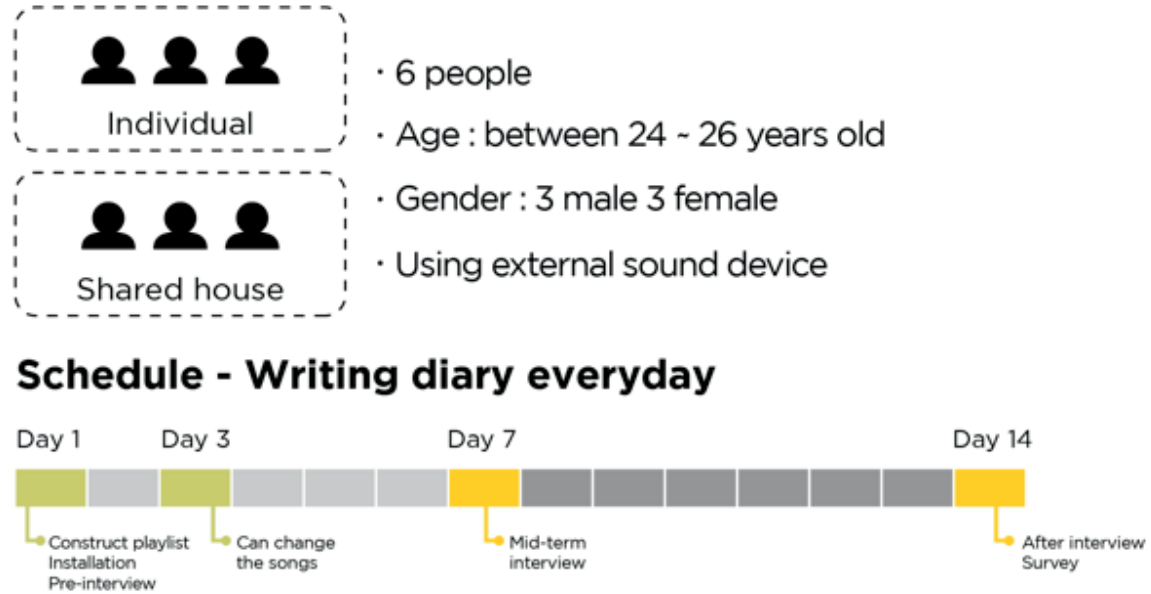 Individual
Shared house
· 6 people
· Age : between 24 ~ 26 years old
· Gender : 3 male 3 female
· Using external sound device
Schedule - Writing diary everyday
Day 1 Day 3 Day 7 Day 14
Construct playlist
Installation
Pre-interview
Can change
the songs
Mid-term
interview
After interview
Survey